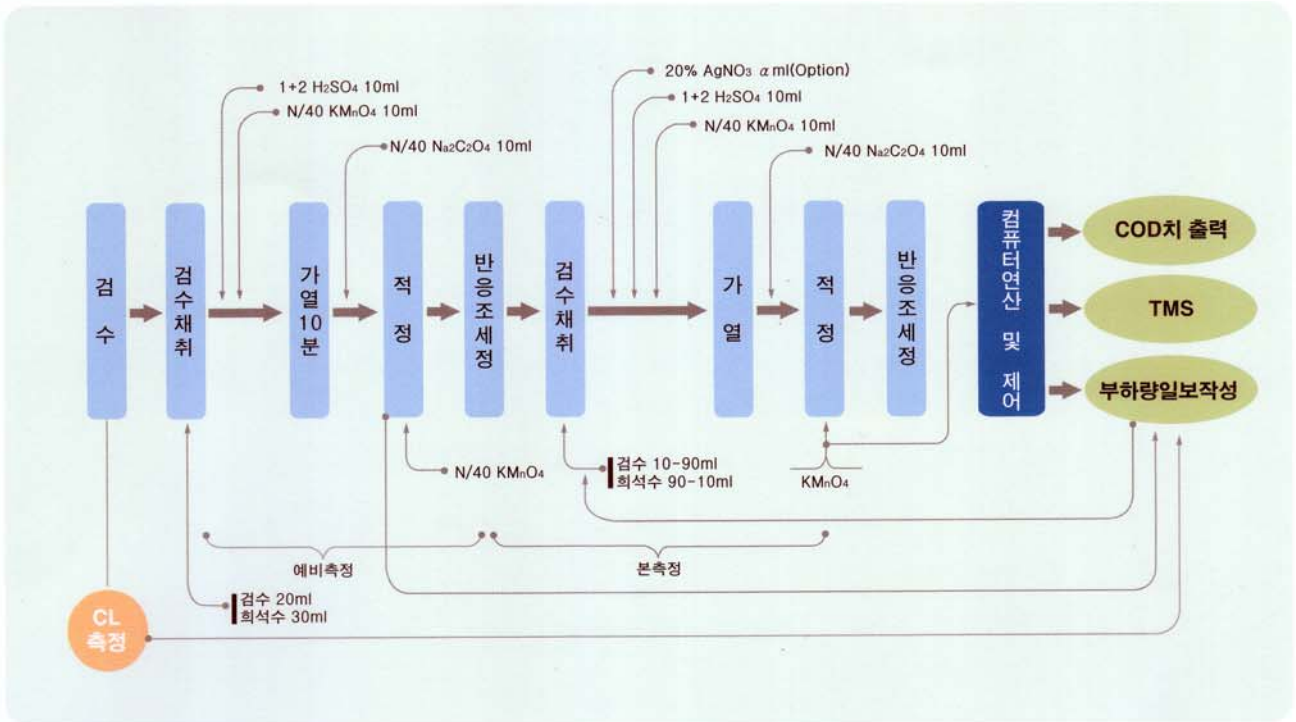 20% AgNO3 α ml(Option)
1+2 H2SO4 10ml
1+2 H2SO4 10ml
N/40 KMnO4 10ml
N/40 KMnO4 10ml
N/40 Na2C2O4 10ml
N/40 Na2C2O4 10ml
검수
검수채취
가열10분
적정
반응조세정
검수채취
가열
적정
반응조세정
컴퓨터연산 및 제어
COD치 출력
TMS
부하량일보작성
N/40 KMnO4
검수 10-90ml
희석수 90-10ml
KMnO4
예비측정
본측정
검수 20ml
희석수 30ml
CL
측정